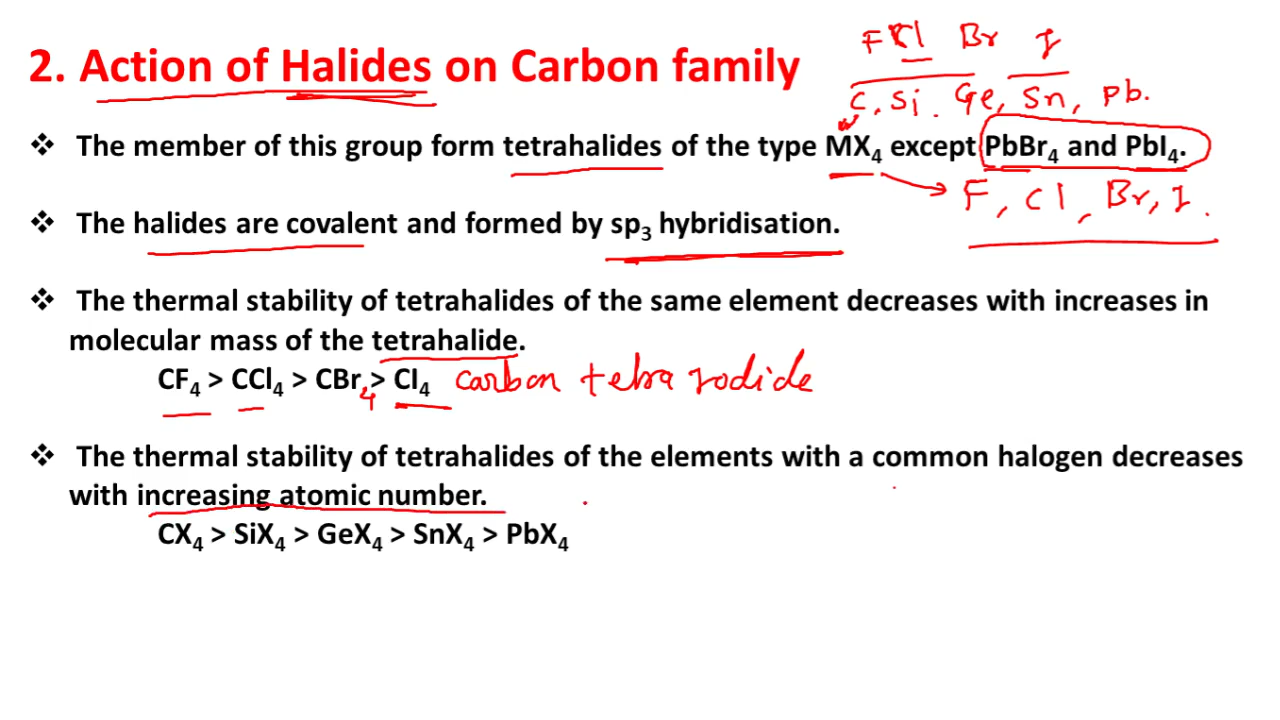 2. Action of Halides on Carbon family
F Cl Br I
C, Si. Ge, Sn, Pb.
❖ The member of this group form tetrahalides of the type MX₄ except PbBr₄ and PbI₄.
F, Cl, Br, I.
❖ The halides are covalent and formed by sp₃ hybridisation.
❖ The thermal stability of tetrahalides of the same element decreases with increases in
molecular mass of the tetrahalide.
CF₄ > CCl₄ > CBr₄ > CI₄ carbon tetra Iodide
❖ The thermal stability of tetrahalides of the elements with a common halogen decreases
with increasing atomic number.
CX₄ > SiX₄ > GeX₄ > SnX₄ > PbX₄